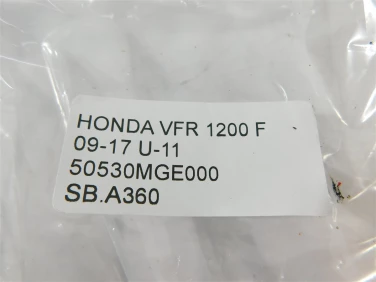 HONDA VFR 1200 F
09-17 U-11
50530MGE000
SB.A360